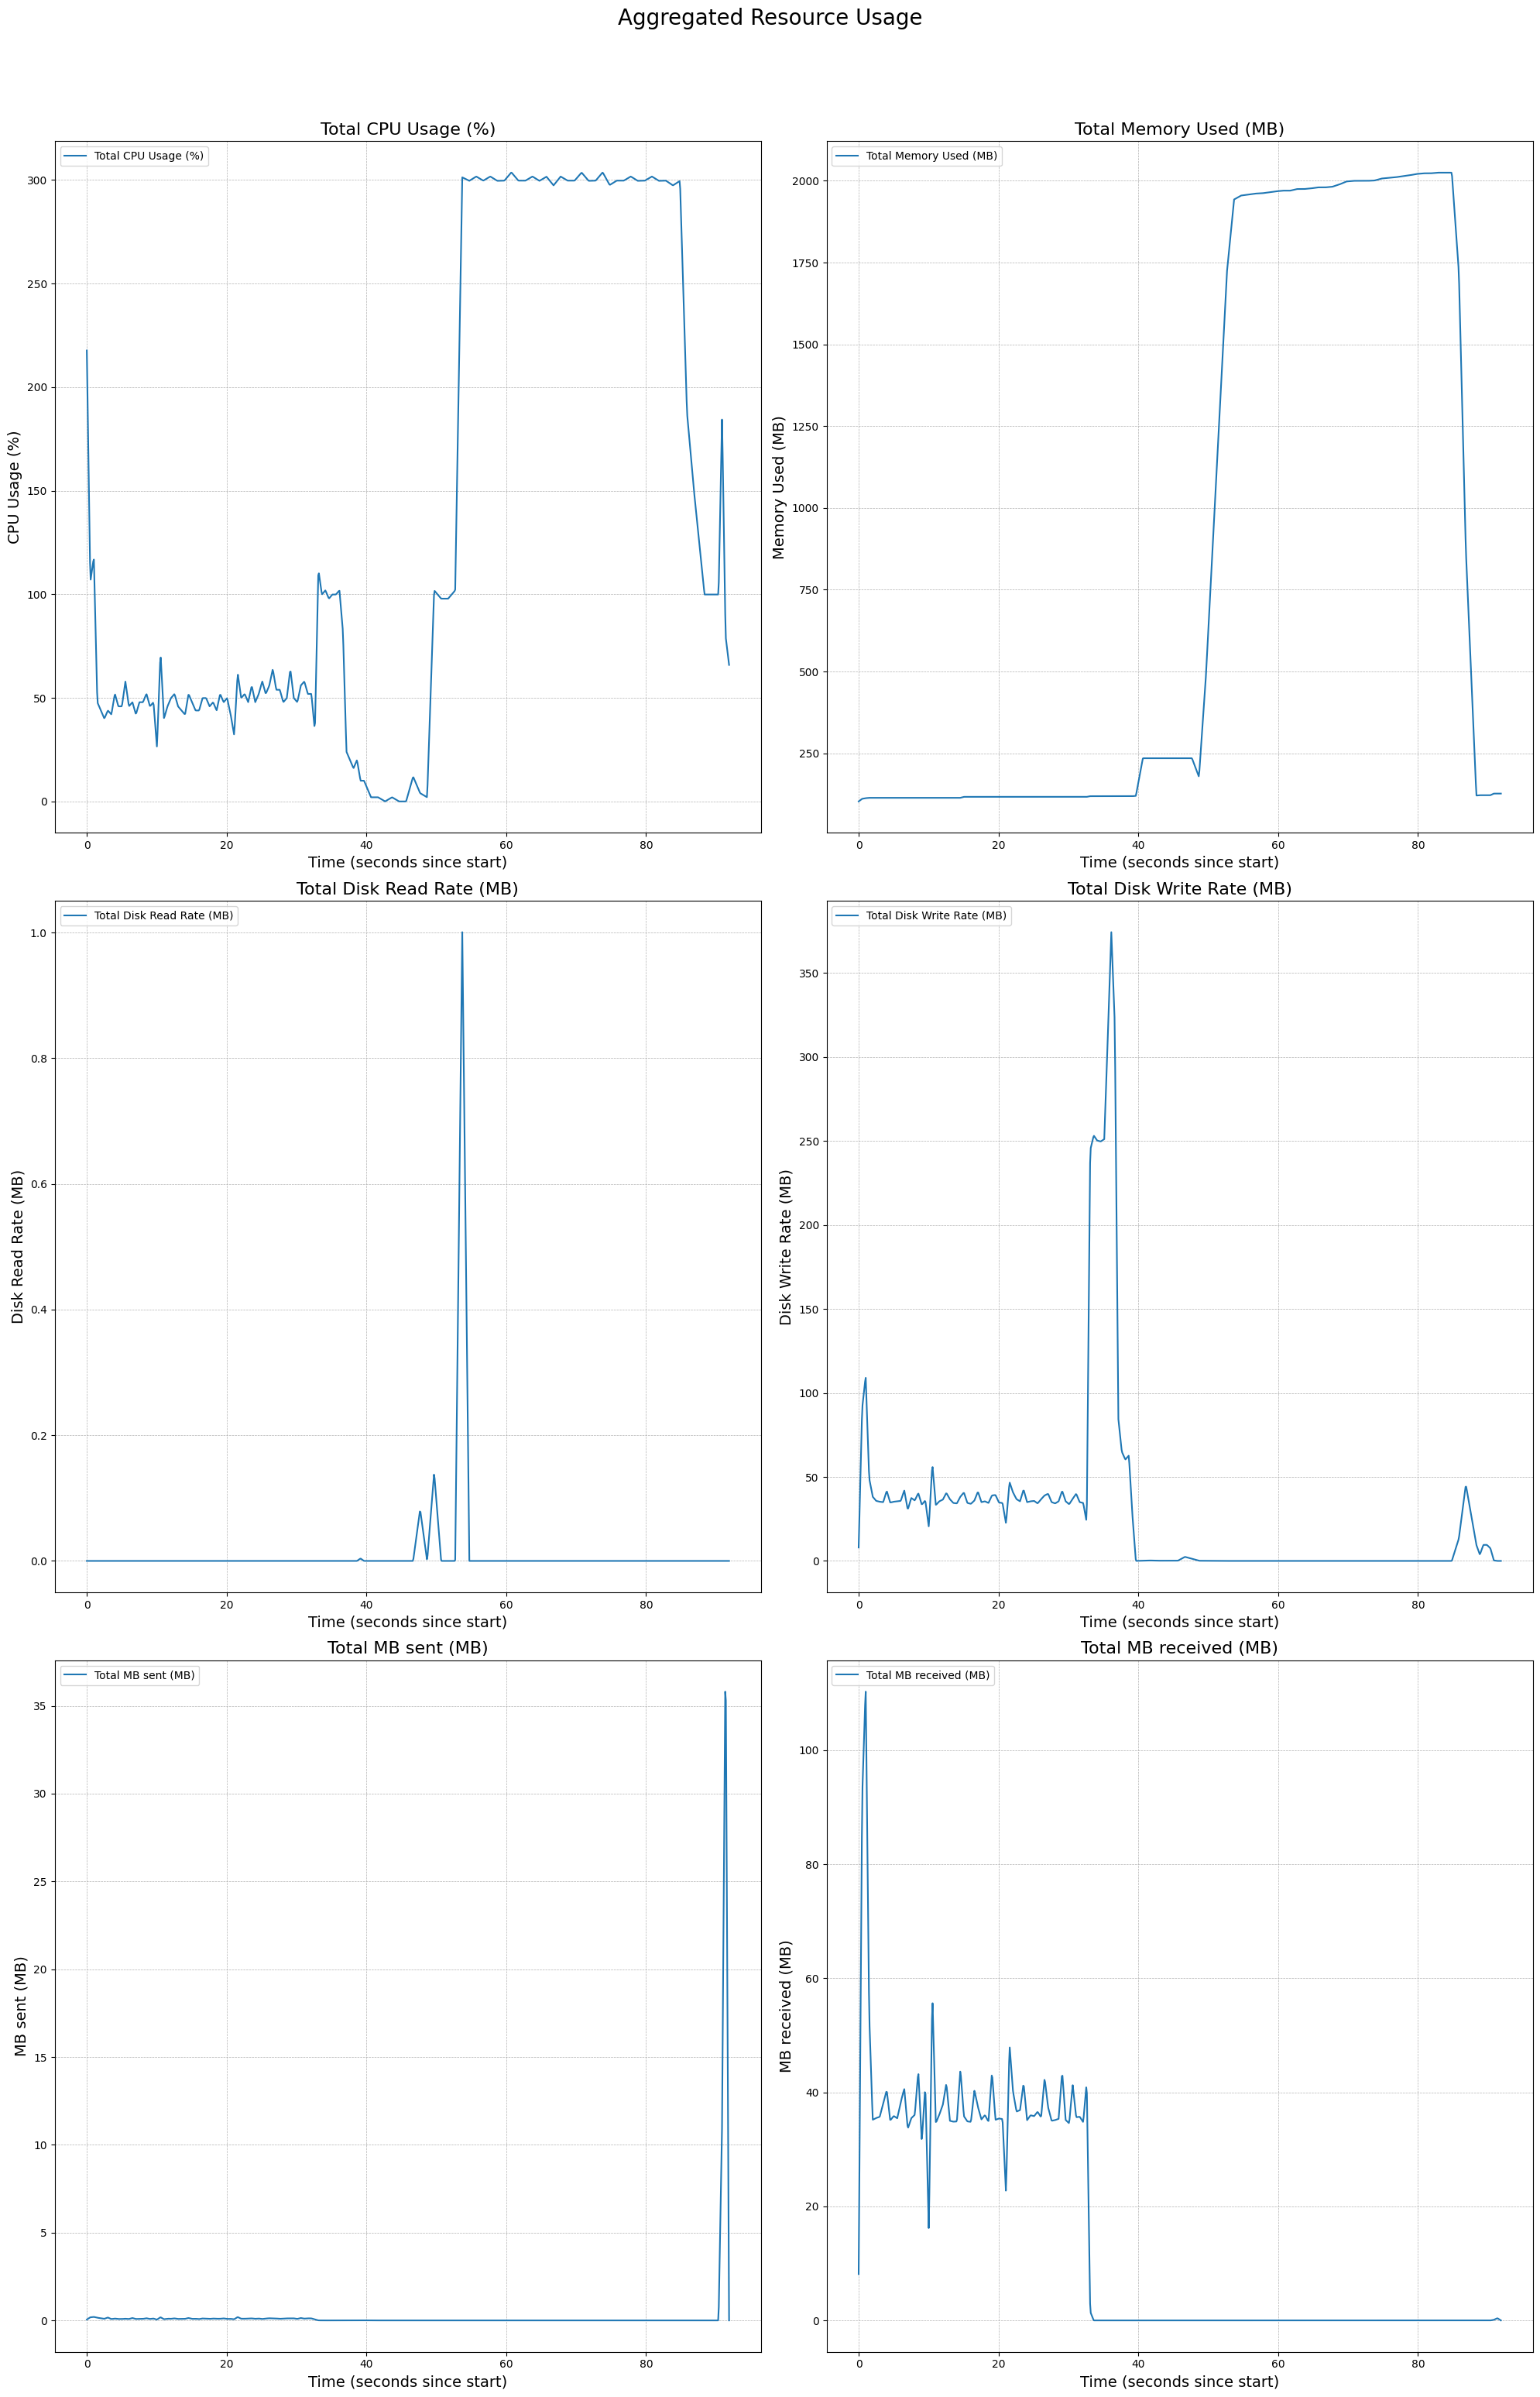 Aggregated Resource Usage
Total CPU Usage (%)
Total CPU Usage (%)
CPU Usage (%)
300
250
200
150
100
50
0
0 20 40 60 80
Time (seconds since start)
Total Memory Used (MB)
Total Memory Used (MB)
Memory Used (MB)
2000
1750
1500
1250
1000
750
500
250
0 20 40 60 80
Time (seconds since start)
Total Disk Read Rate (MB)
Total Disk Read Rate (MB)
Disk Read Rate (MB)
1.0
0.8
0.6
0.4
0.2
0.0
0 20 40 60 80
Time (seconds since start)
Total Disk Write Rate (MB)
Total Disk Write Rate (MB)
Disk Write Rate (MB)
350
300
250
200
150
100
50
0
0 20 40 60 80
Time (seconds since start)
Total MB sent (MB)
Total MB sent (MB)
MB sent (MB)
35
30
25
20
15
10
5
0
0 20 40 60 80
Time (seconds since start)
Total MB received (MB)
Total MB received (MB)
MB received (MB)
100
80
60
40
20
0
0 20 40 60 80
Time (seconds since start)